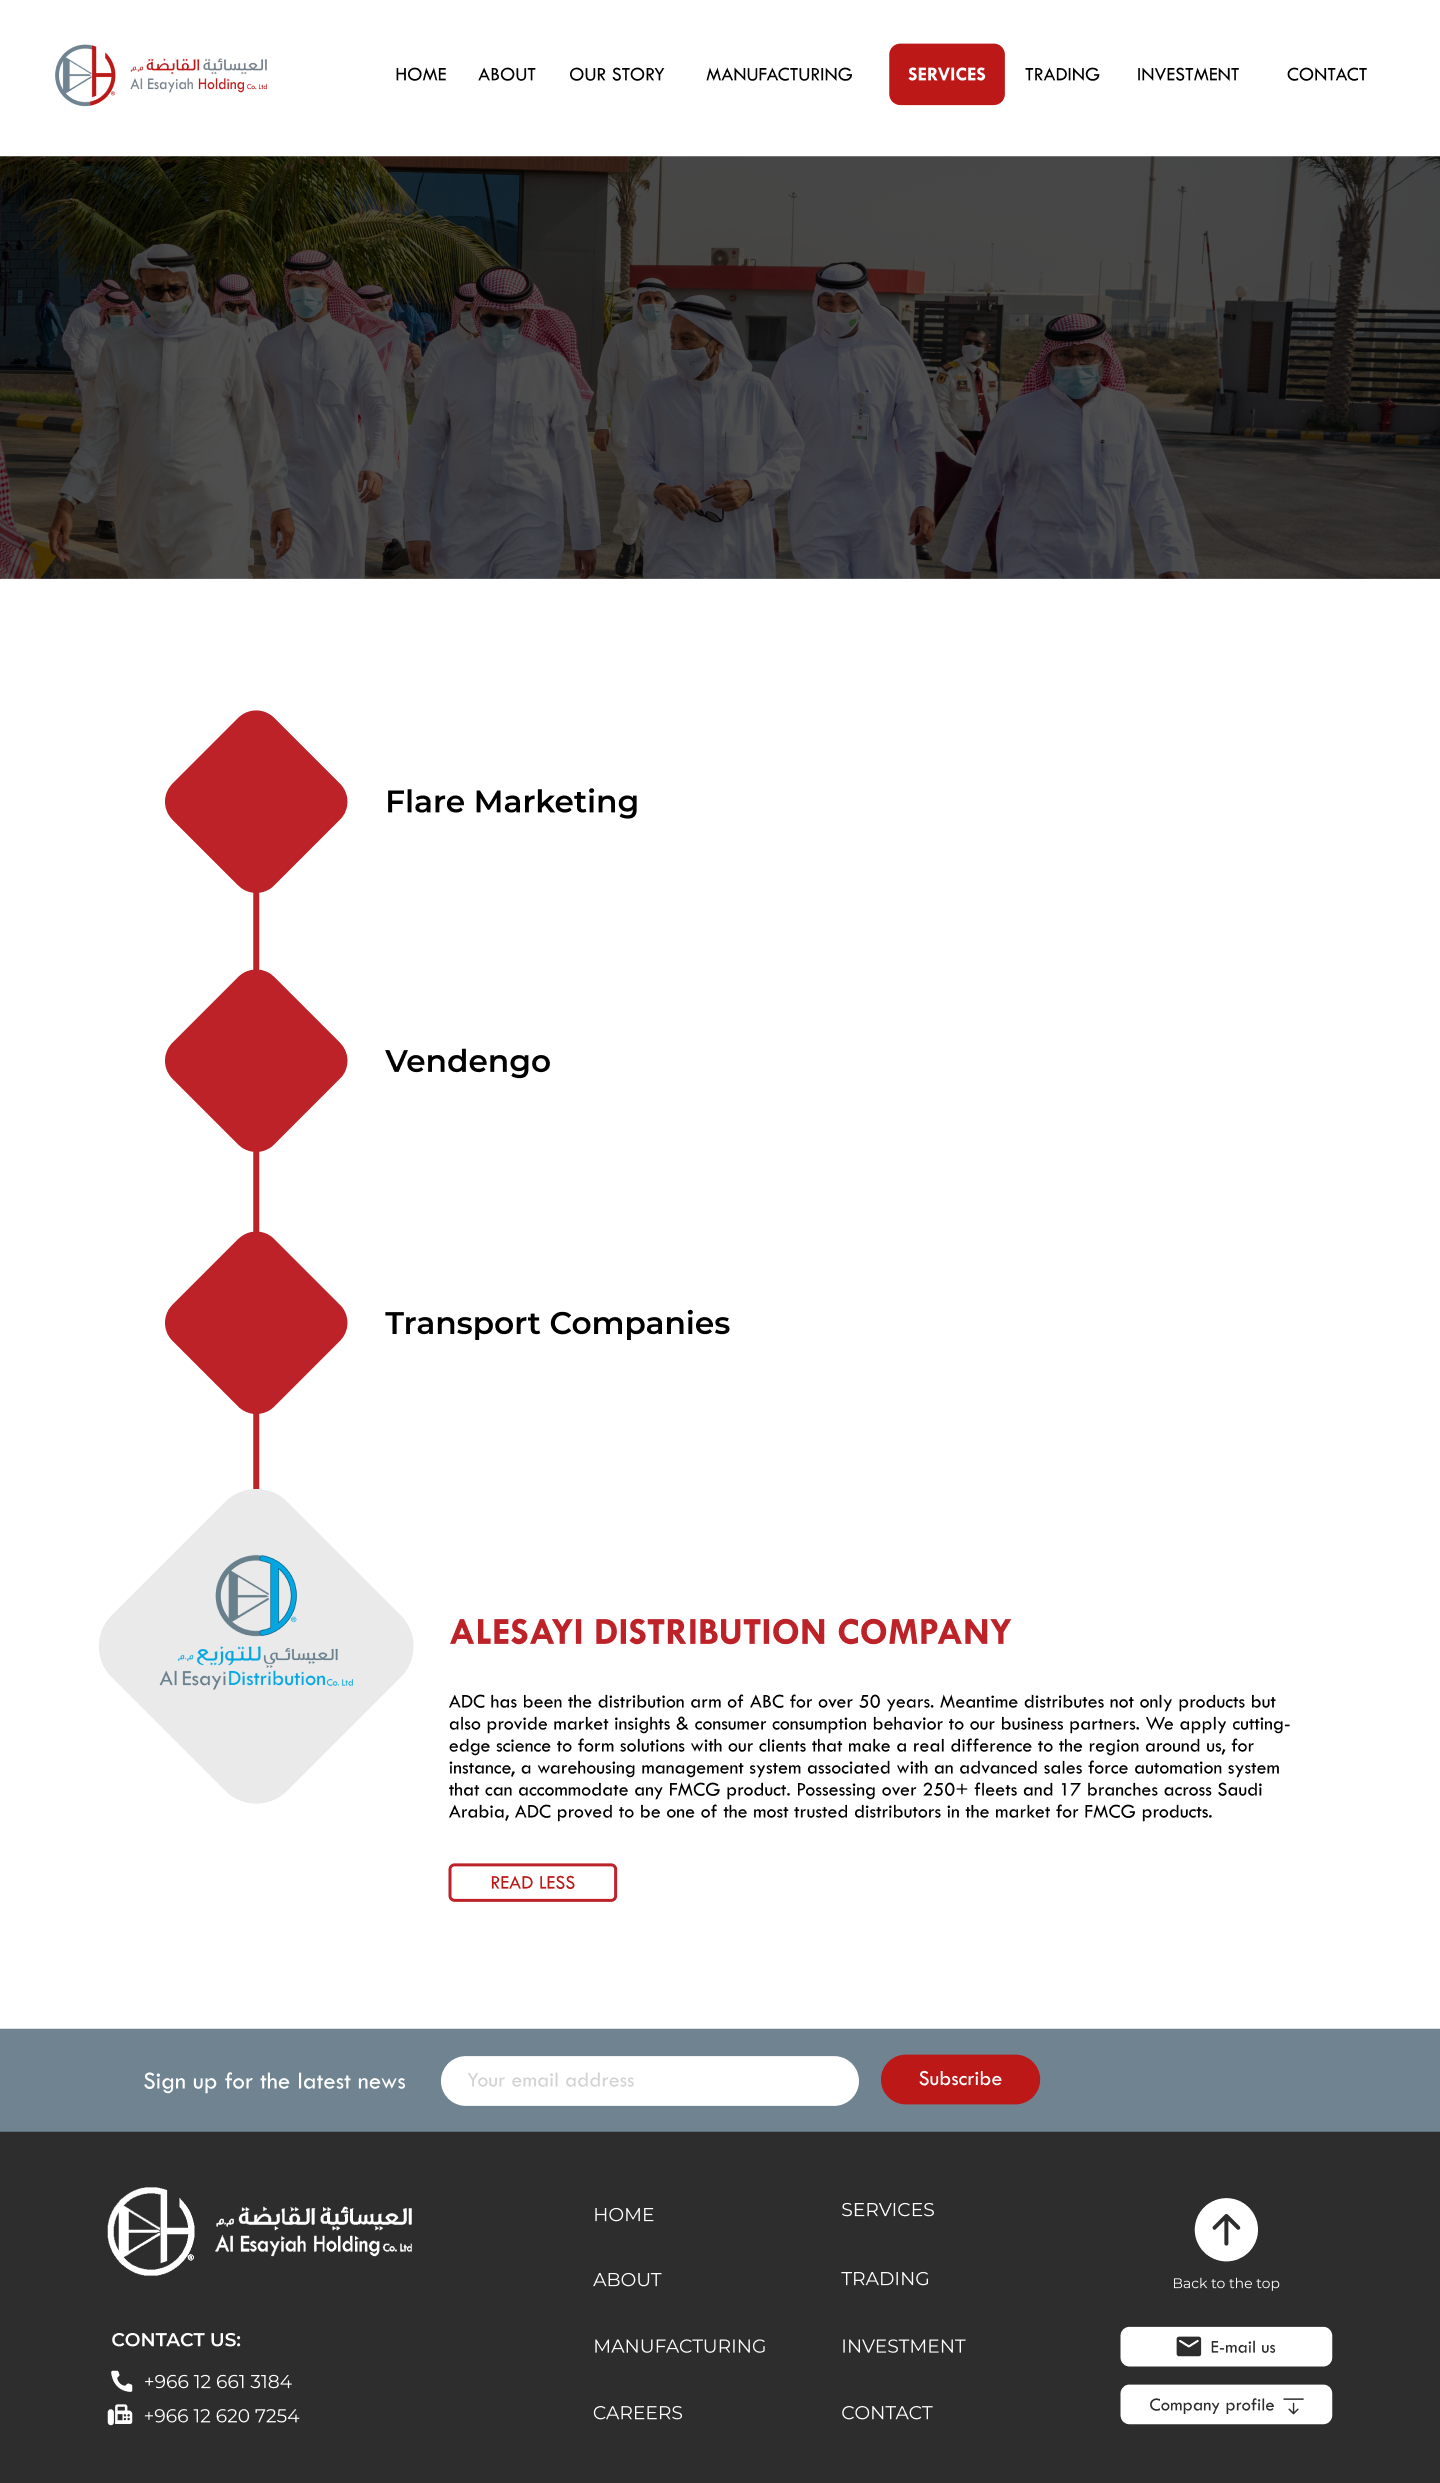 العيسائية القابضة م.م
Al Esayiah Holding Co. Ltd
HOME ABOUT OUR STORY MANUFACTURING SERVICES TRADING INVESTMENT CONTACT
Flare Marketing
Vendengo
Transport Companies
العيسائي للتوزيع م.م
Al Esayi Distribution Co. Ltd
ALESAYI DISTRIBUTION COMPANY
ADC has been the distribution arm of ABC for over 50 years. Meantime distributes not only products but
also provide market insights & consumer consumption behavior to our business partners. We apply cutting-
edge science to form solutions with our clients that make a real difference to the region around us, for
instance, a warehousing management system associated with an advanced sales force automation system
that can accommodate any FMCG product. Possessing over 250+ fleets and 17 branches across Saudi
Arabia, ADC proved to be one of the most trusted distributors in the market for FMCG products.
READ LESS
Sign up for the latest news Your email address Subscribe
العيسائية القابضة م.م
Al Esayiah Holding Co. Ltd
CONTACT US:
+966 12 661 3184
+966 12 620 7254
HOME
ABOUT
MANUFACTURING
CAREERS
SERVICES
TRADING
INVESTMENT
CONTACT
Back to the top
E-mail us
Company profile